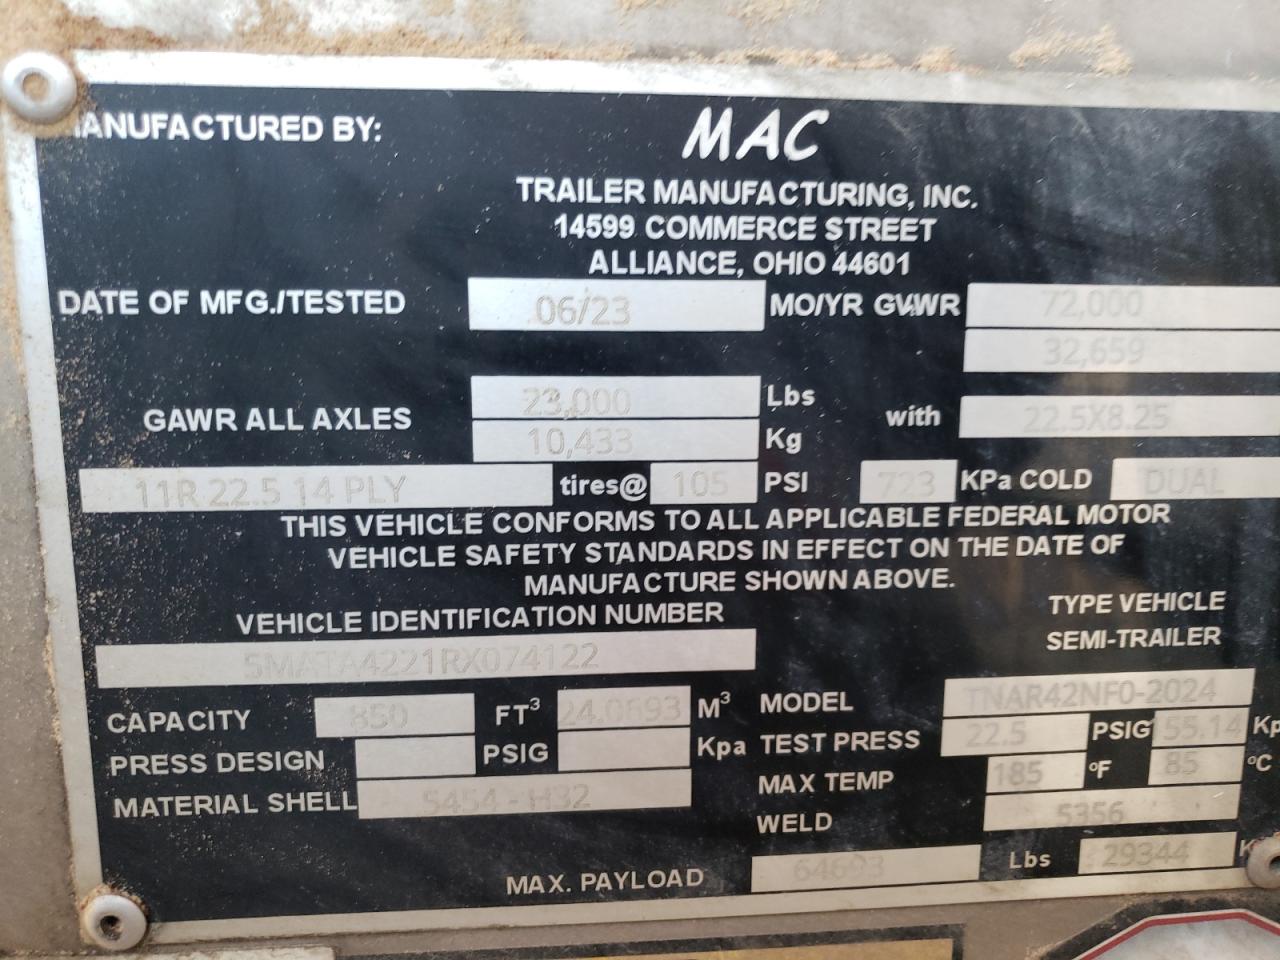 MANUFACTURED BY: MAC
TRAILER MANUFACTURING, INC.
14599 COMMERCE STREET
ALLIANCE, OHIO 44601
DATE OF MFG./TESTED 06/23 MO/YR GVWR 72,000
32,659
GAWR ALL AXLES 23,000 Lbs with 22.5X8.25
10,433 Kg
11R 22.5 14 PLY tires@ 105 PSI 723 KPa COLD DUAL
THIS VEHICLE CONFORMS TO ALL APPLICABLE FEDERAL MOTOR
VEHICLE SAFETY STANDARDS IN EFFECT ON THE DATE OF
MANUFACTURE SHOWN ABOVE.
VEHICLE IDENTIFICATION NUMBER TYPE VEHICLE
5MATA4221RX074122 SEMI-TRAILER
CAPACITY 850 FT³ 24.0693 M³ MODEL TNAR42NF0-2024
PRESS DESIGN PSIG Kpa TEST PRESS 22.5 PSIG 155.14 Kp
MATERIAL SHELL 5454 - H32 MAX TEMP 185 °F 85 °C
WELD 5356
MAX. PAYLOAD 64693 Lbs 29344 K